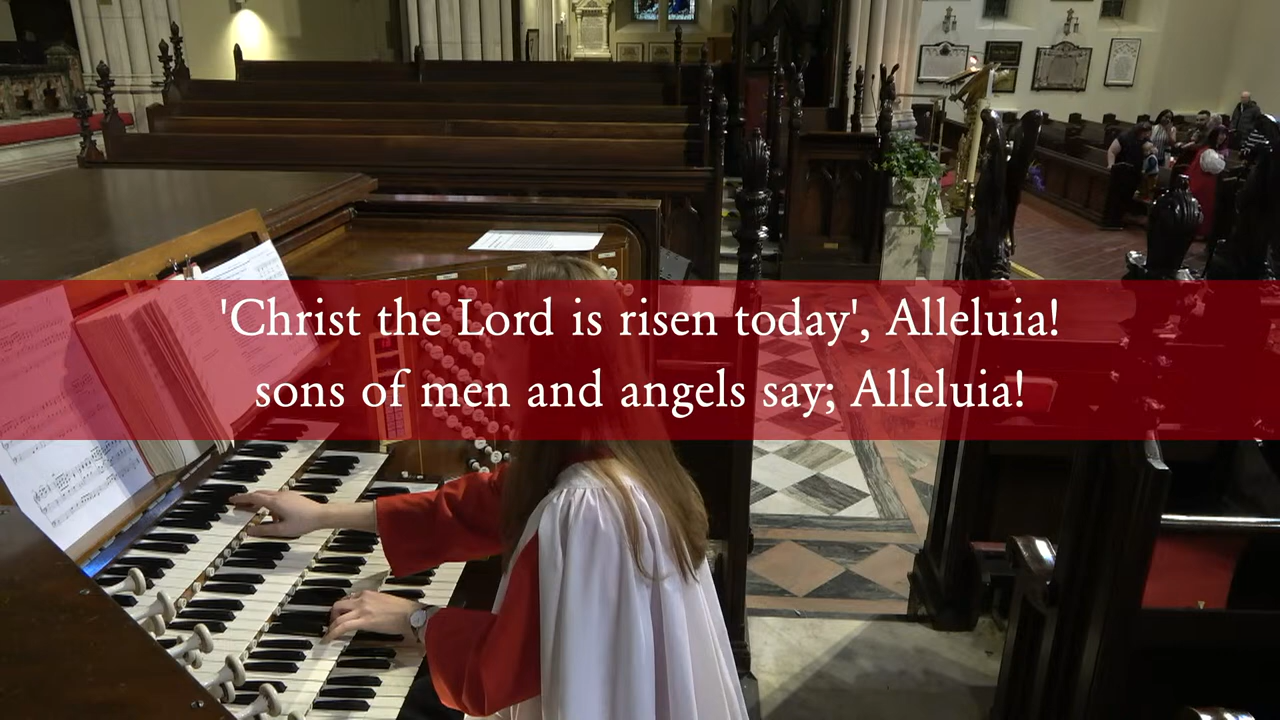 'Christ the Lord is risen today', Alleluia!
sons of men and angels say; Alleluia!